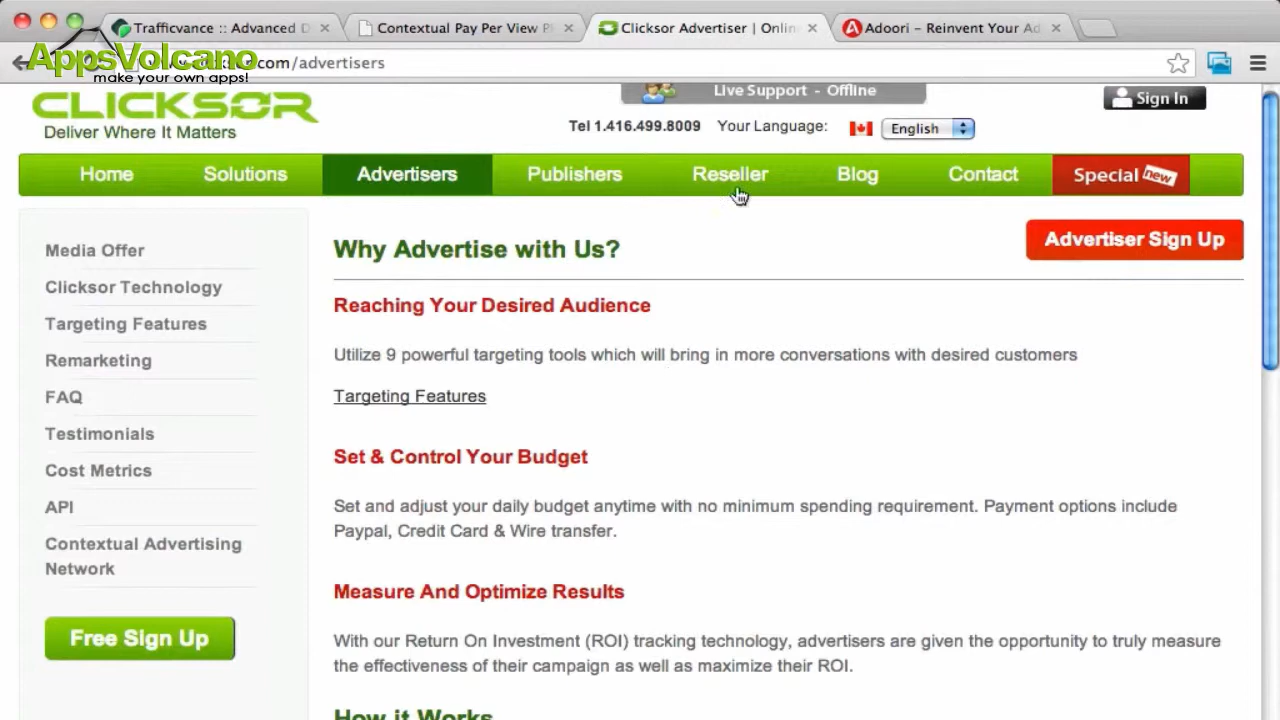 Trafficvance :: Advanced D
Contextual Pay Per View P
Clicksor Advertiser | Onlin
Adoori – Reinvent Your Ad
AppsVolcano
make your own apps!
.com/advertisers
CLICKSOR
Deliver Where It Matters
Live Support - Offline
Sign In
Tel 1.416.499.8009 Your Language: English
Home Solutions Advertisers Publishers Reseller Blog Contact Special new
Media Offer
Clicksor Technology
Targeting Features
Remarketing
FAQ
Testimonials
Cost Metrics
API
Contextual Advertising
Network
Free Sign Up
Why Advertise with Us?
Advertiser Sign Up
Reaching Your Desired Audience
Utilize 9 powerful targeting tools which will bring in more conversations with desired customers
Targeting Features
Set & Control Your Budget
Set and adjust your daily budget anytime with no minimum spending requirement. Payment options include
Paypal, Credit Card & Wire transfer.
Measure And Optimize Results
With our Return On Investment (ROI) tracking technology, advertisers are given the opportunity to truly measure
the effectiveness of their campaign as well as maximize their ROI.
How it Works